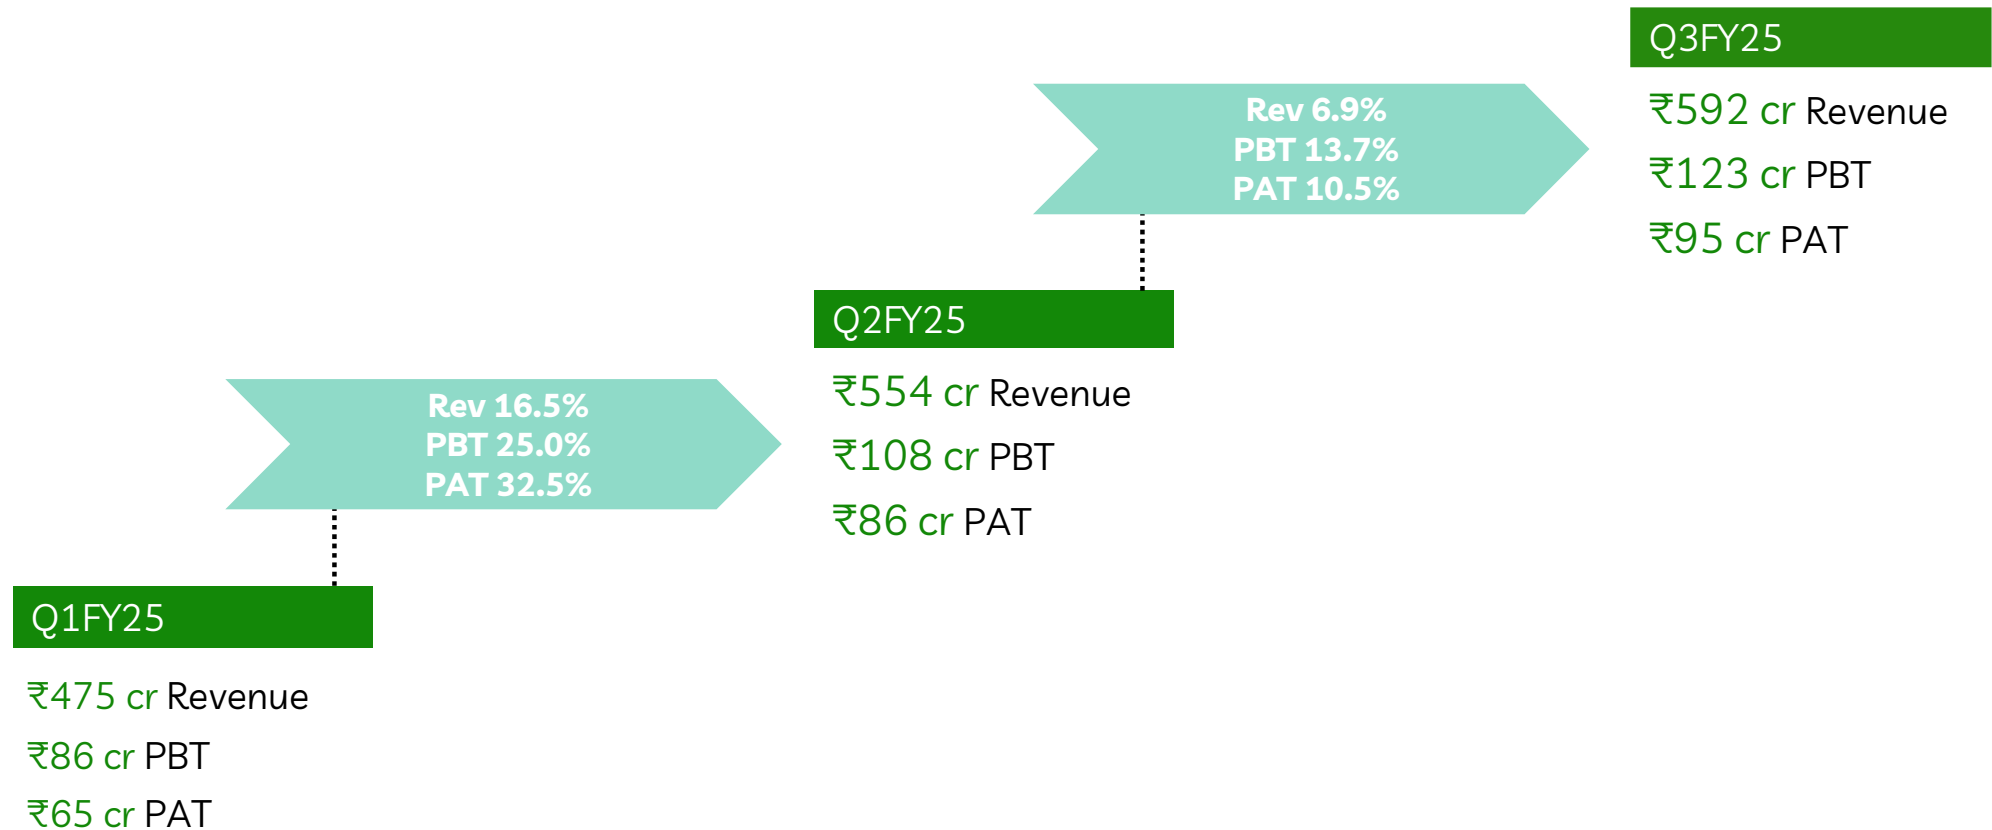 Q3FY25
₹592 cr Revenue
₹123 cr PBT
₹95 cr PAT
Rev 6.9%
PBT 13.7%
PAT 10.5%
Q2FY25
₹554 cr Revenue
₹108 cr PBT
₹86 cr PAT
Rev 16.5%
PBT 25.0%
PAT 32.5%
Q1FY25
₹475 cr Revenue
₹86 cr PBT
₹65 cr PAT